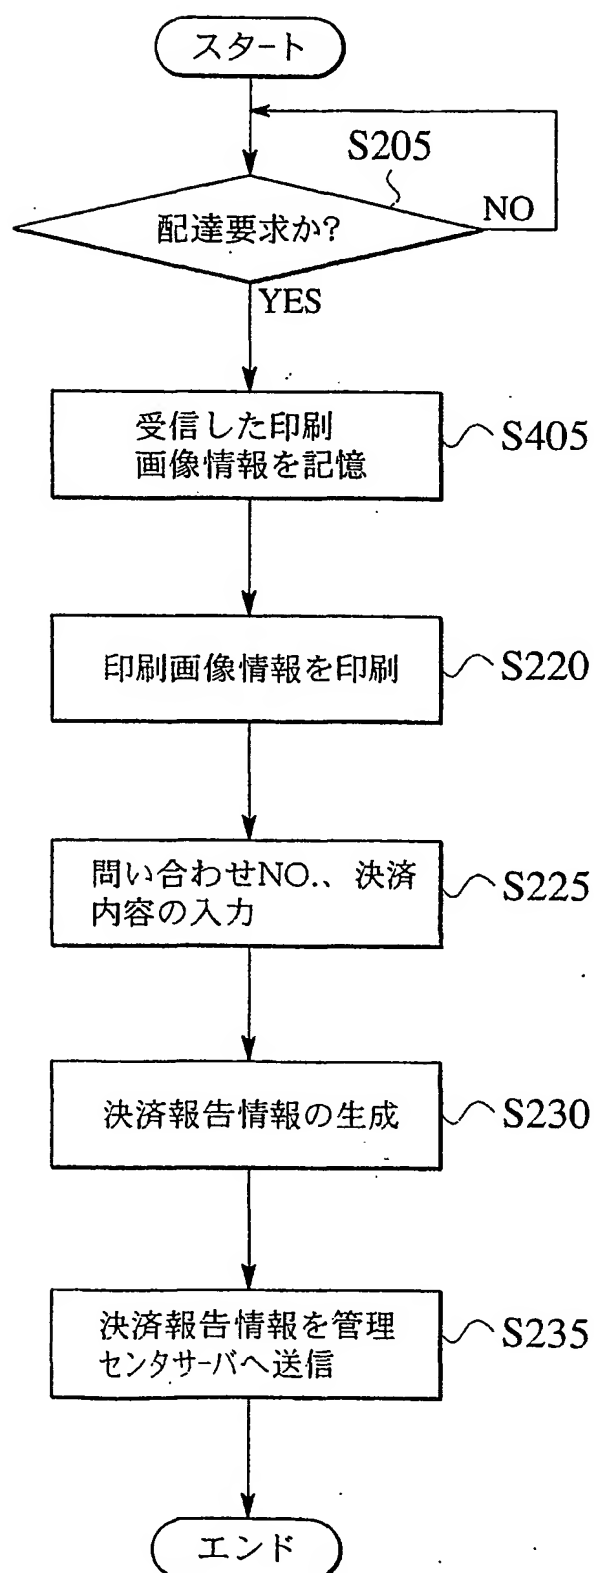 スタート
S205
配達要求か?
NO
YES
受信した印刷
画像情報を記憶
S405
印刷画像情報を印刷
S220
問い合わせNO.、決済
内容の入力
S225
決済報告情報の生成
S230
決済報告情報を管理
センタサーバへ送信
S235
エンド